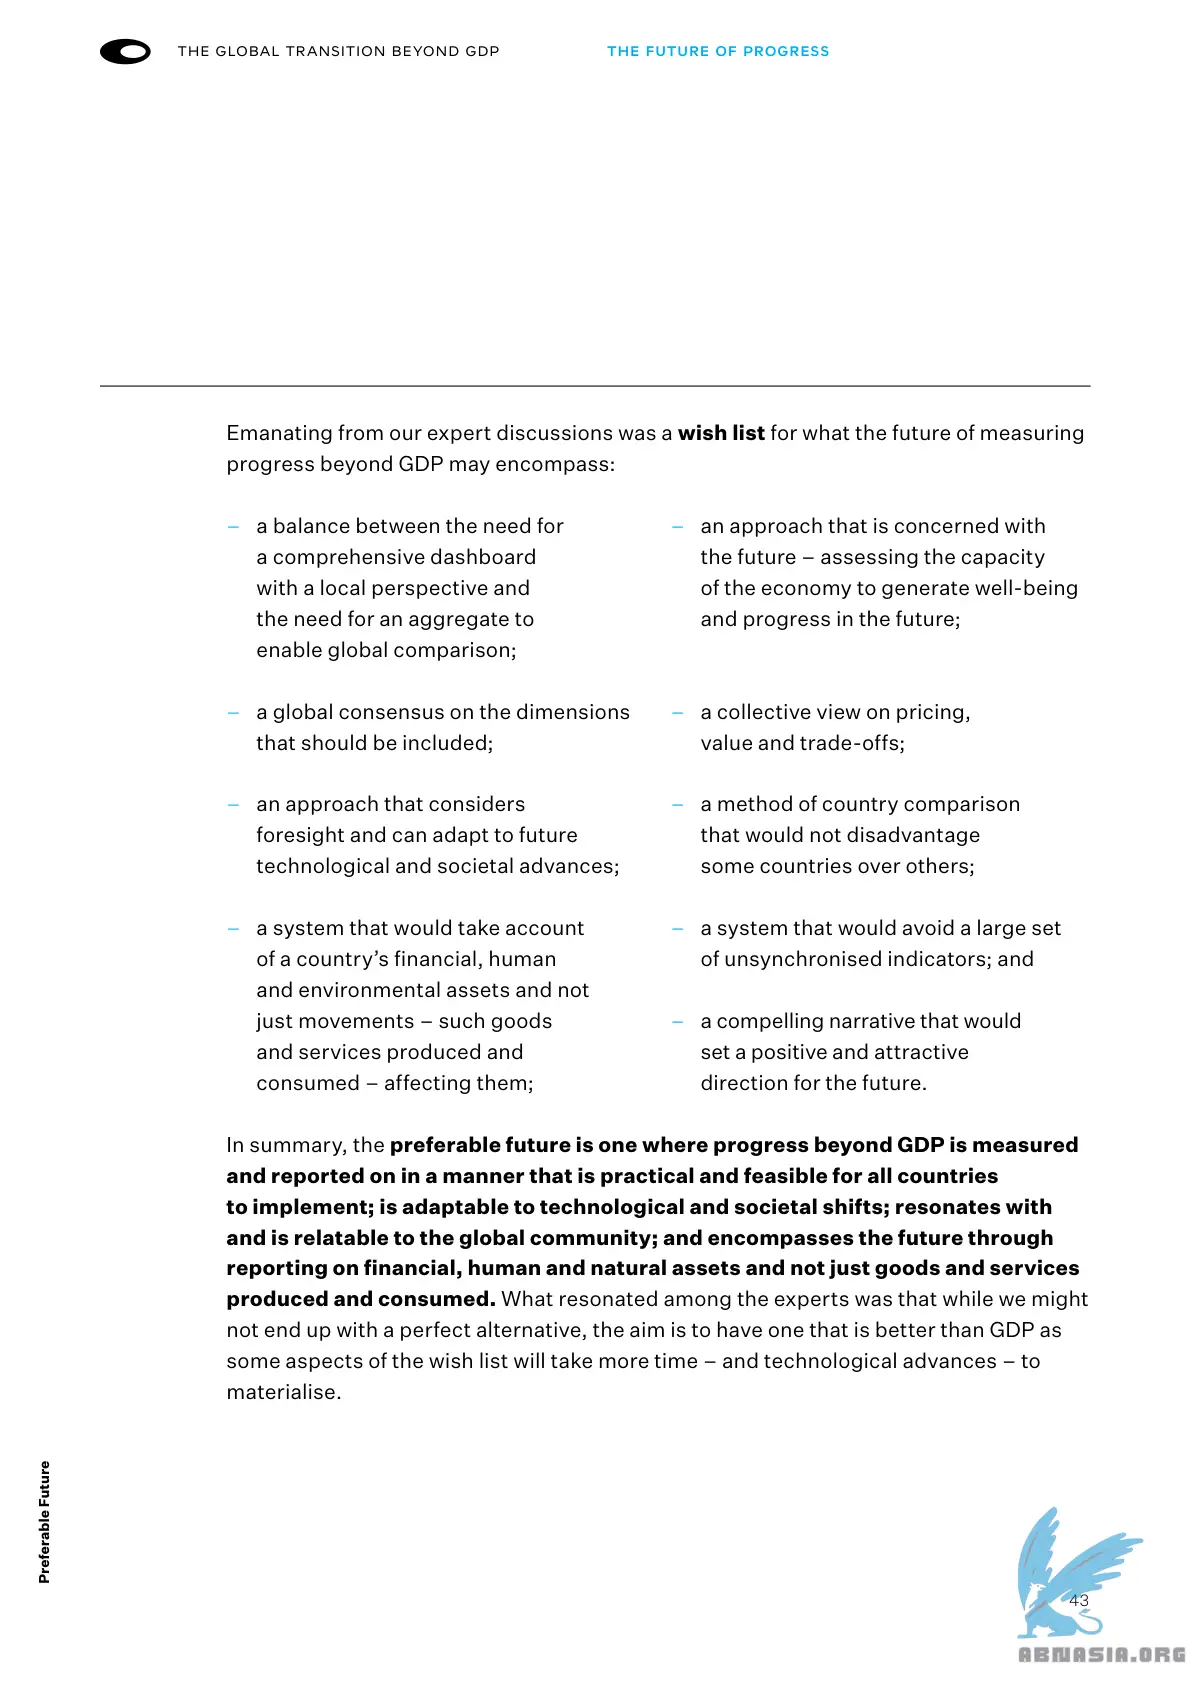 THE GLOBAL TRANSITION BEYOND GDP
THE FUTURE OF PROGRESS
Emanating from our expert discussions was a wish list for what the future of measuring
progress beyond GDP may encompass:
– a balance between the need for
a comprehensive dashboard
with a local perspective and
the need for an aggregate to
enable global comparison;
– a global consensus on the dimensions
that should be included;
– an approach that considers
foresight and can adapt to future
technological and societal advances;
– a system that would take account
of a country’s financial, human
and environmental assets and not
just movements – such goods
and services produced and
consumed – affecting them;
– an approach that is concerned with
the future – assessing the capacity
of the economy to generate well-being
and progress in the future;
– a collective view on pricing,
value and trade-offs;
– a method of country comparison
that would not disadvantage
some countries over others;
– a system that would avoid a large set
of unsynchronised indicators; and
– a compelling narrative that would
set a positive and attractive
direction for the future.
In summary, the preferable future is one where progress beyond GDP is measured
and reported on in a manner that is practical and feasible for all countries
to implement; is adaptable to technological and societal shifts; resonates with
and is relatable to the global community; and encompasses the future through
reporting on financial, human and natural assets and not just goods and services
produced and consumed. What resonated among the experts was that while we might
not end up with a perfect alternative, the aim is to have one that is better than GDP as
some aspects of the wish list will take more time – and technological advances – to
materialise.
Preferable Future
43
ABNASIA.ORG